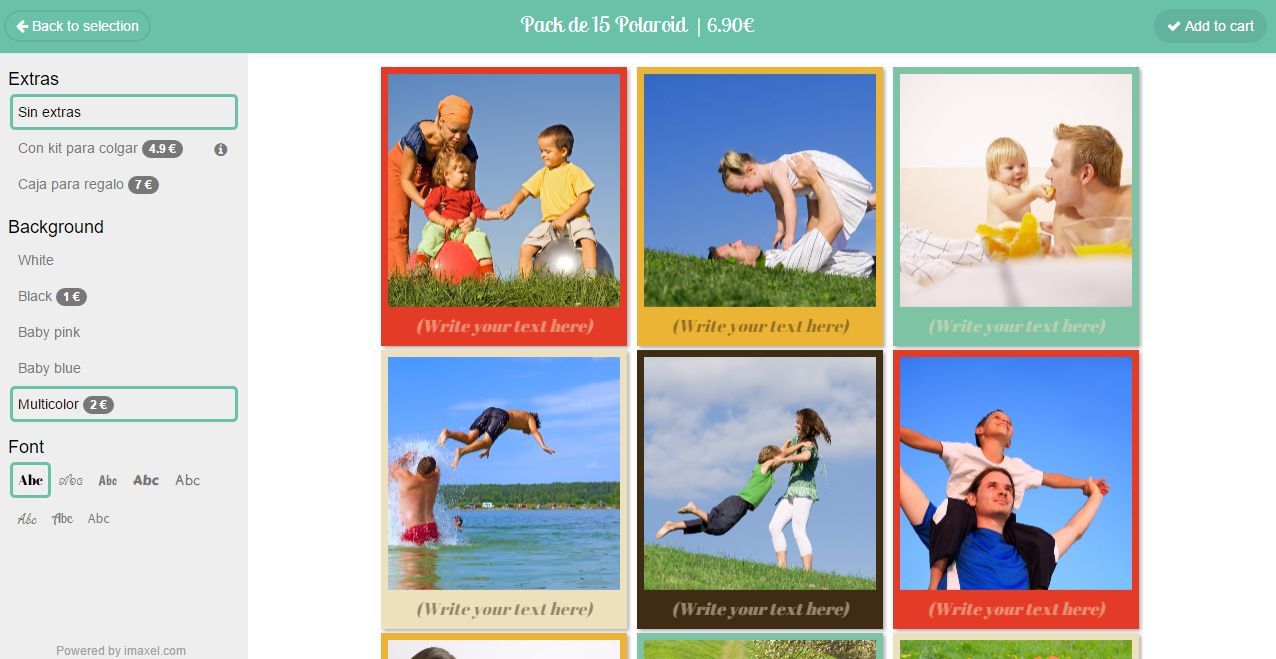 Back to selection
Pack de 15 Polaroid | 6.90€
Add to cart
Extras
Sin extras
Con kit para colgar 4.9 €
Caja para regalo 7 €
Background
White
Black 1 €
Baby pink
Baby blue
Multicolor 2 €
Font
Abc Abc Abc Abc Abc
Abc Abc Abc
Powered by imaxel.com
(Write your text here) (Write your text here) (Write your text here)
(Write your text here) (Write your text here) (Write your text here)